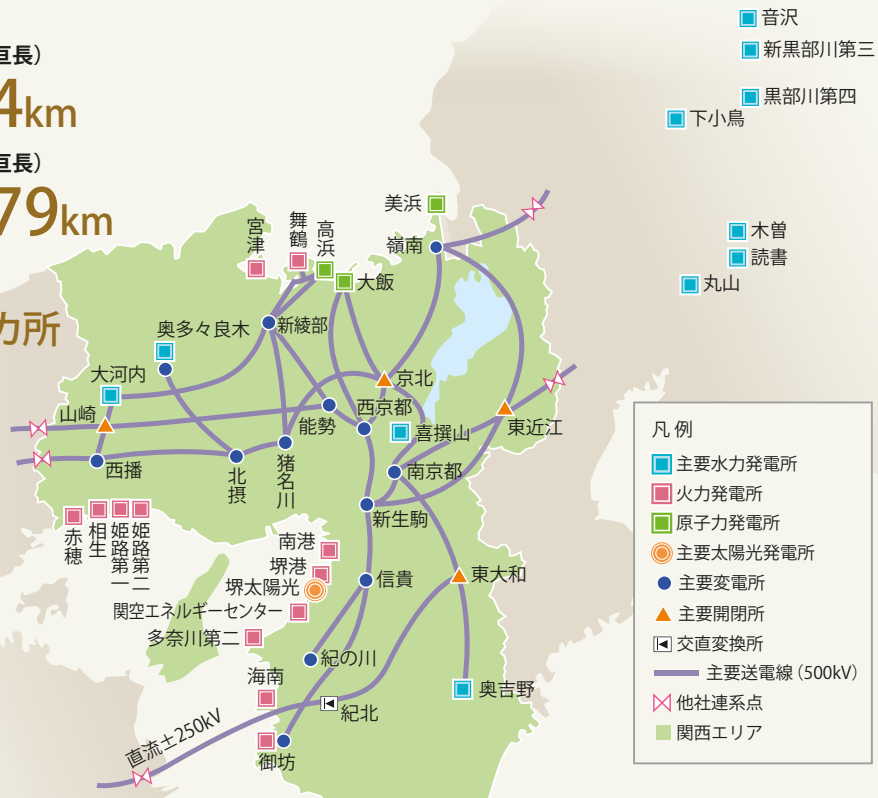 亘長）
4km
亘長）
79km
カ所
音沢
新黒部川第三
黒部川第四
下小鳥
木曽
読書
丸山
美浜
嶺南
宮津
舞鶴
高浜
大飯
奥多々良木
新綾部
大河内
山崎
京北
西京都
能勢
喜撰山
東近江
西播
北摂
猪名川
南京都
新生駒
赤穂
相生
姫路第一
姫路第二
南港
堺港
堺太陽光
関空エネルギーセンター
多奈川第二
信貴
東大和
紀の川
海南
奥吉野
紀北
直流±250kV
御坊
凡例
主要水力発電所
火力発電所
原子力発電所
主要太陽光発電所
主要変電所
主要開閉所
交直変換所
主要送電線（500kV）
他社連系点
関西エリア